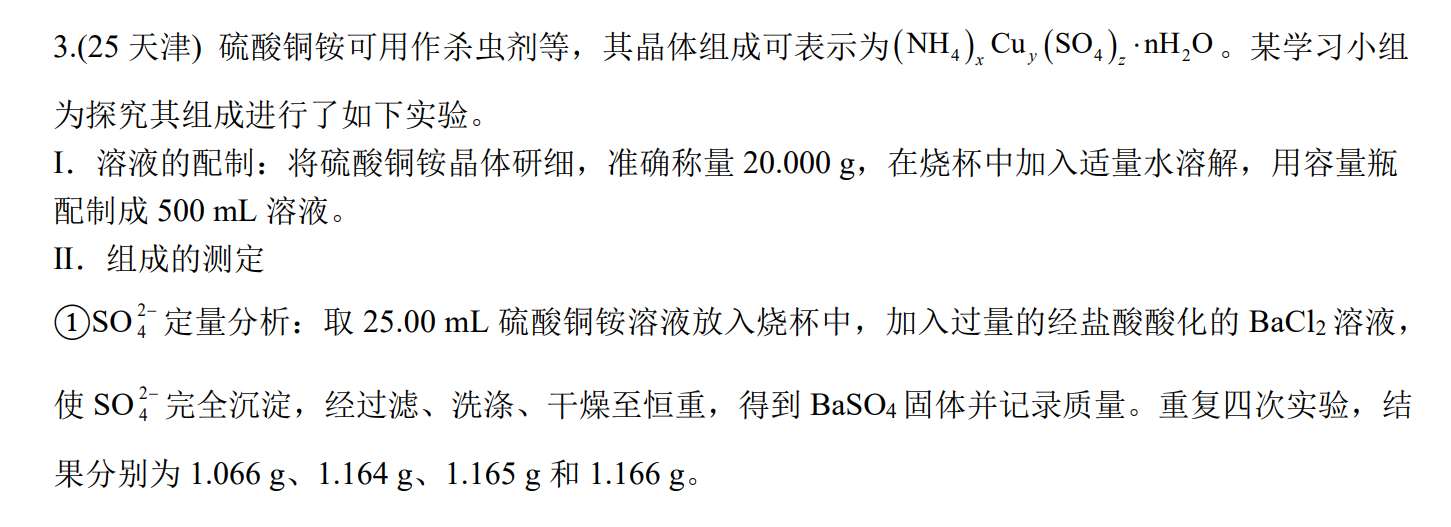 3.(25 天津) 硫酸铜铵可用作杀虫剂等，其晶体组成可表示为(NH₄)ₓCuᵧ(SO₄)_z·nH₂O。某学习小组
为探究其组成进行了如下实验。
I．溶液的配制：将硫酸铜铵晶体研细，准确称量 20.000 g，在烧杯中加入适量水溶解，用容量瓶
配制成 500 mL 溶液。
II．组成的测定
①SO₄²⁻定量分析：取 25.00 mL 硫酸铜铵溶液放入烧杯中，加入过量的经盐酸酸化的 BaCl₂ 溶液，
使 SO₄²⁻完全沉淀，经过滤、洗涤、干燥至恒重，得到 BaSO₄ 固体并记录质量。重复四次实验，结
果分别为 1.066 g、1.164 g、1.165 g 和 1.166 g。